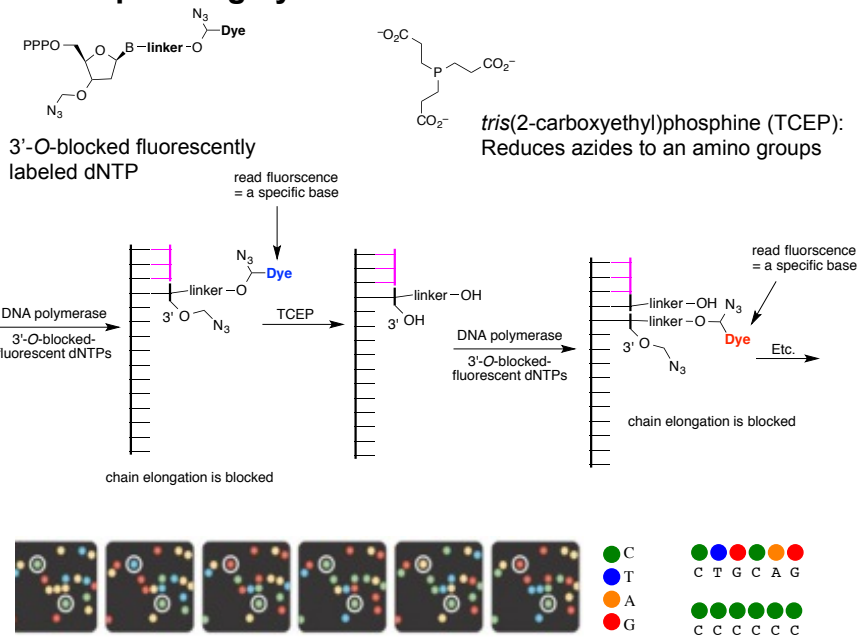 N₃
Dye
PPPO
O
B
linker
O
O
N₃
⁻O₂C
P
CO₂⁻
CO₂⁻
tris(2-carboxyethyl)phosphine (TCEP):
Reduces azides to an amino groups
3'-O-blocked fluorescently
labeled dNTP
read fluorscence
= a specific base
N₃
Dye
linker
O
3'
O
N₃
DNA polymerase
3'-O-blocked-
fluorescent dNTPs
chain elongation is blocked
TCEP
linker
OH
3'
OH
DNA polymerase
3'-O-blocked-
fluorescent dNTPs
read fluorscence
= a specific base
linker
OH
N₃
linker
O
Dye
3'
O
N₃
Etc.
chain elongation is blocked
C
T
A
G
C T G C A G
C C C C C C